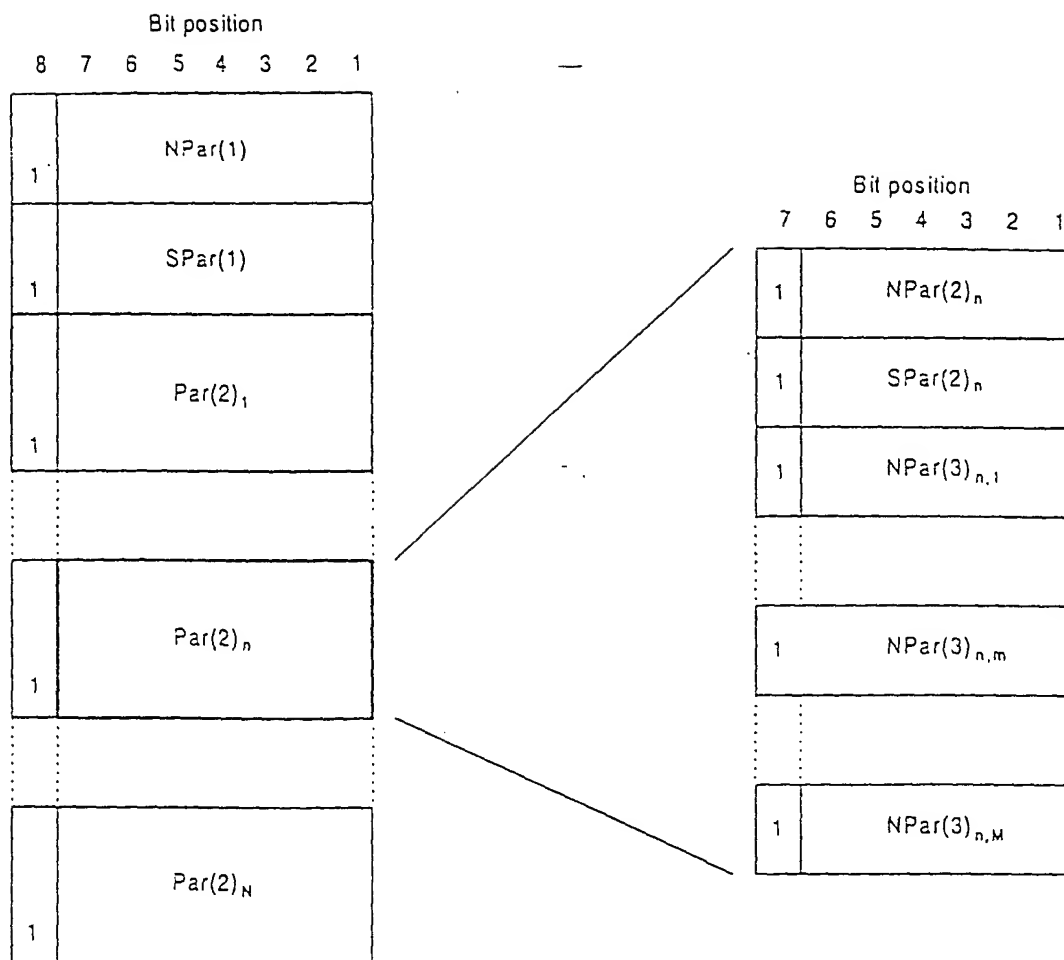 Bit position
8 7 6 5 4 3 2 1
NPar(1)
1
SPar(1)
1
Par(2)₁
1
Par(2)ₙ
1
Par(2)_N
1
Bit position
7 6 5 4 3 2 1
1 NPar(2)ₙ
1 SPar(2)ₙ
1 NPar(3)ₙ,₁
1 NPar(3)ₙ,ₘ
1 NPar(3)ₙ,_M